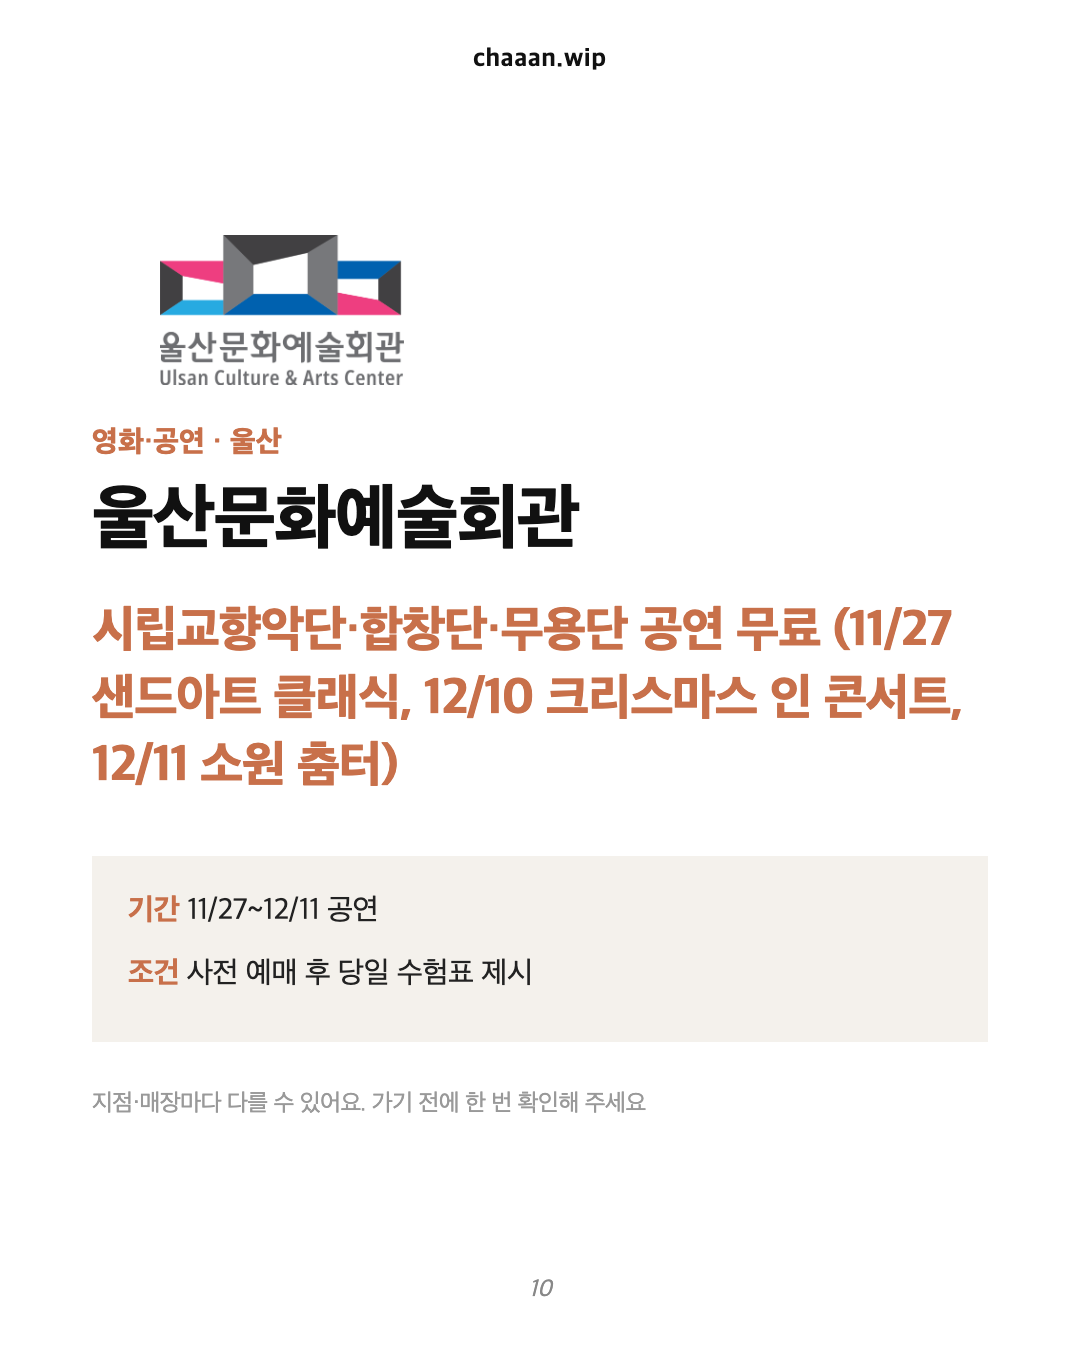 chaaan.wip
울산문화예술회관
Ulsan Culture & Arts Center
영화·공연 · 울산
울산문화예술회관
시립교향악단·합창단·무용단 공연 무료 (11/27
샌드아트 클래식, 12/10 크리스마스 인 콘서트,
12/11 소원 춤터)
기간 11/27~12/11 공연
조건 사전 예매 후 당일 수험표 제시
지점·매장마다 다를 수 있어요. 가기 전에 한 번 확인해 주세요
10